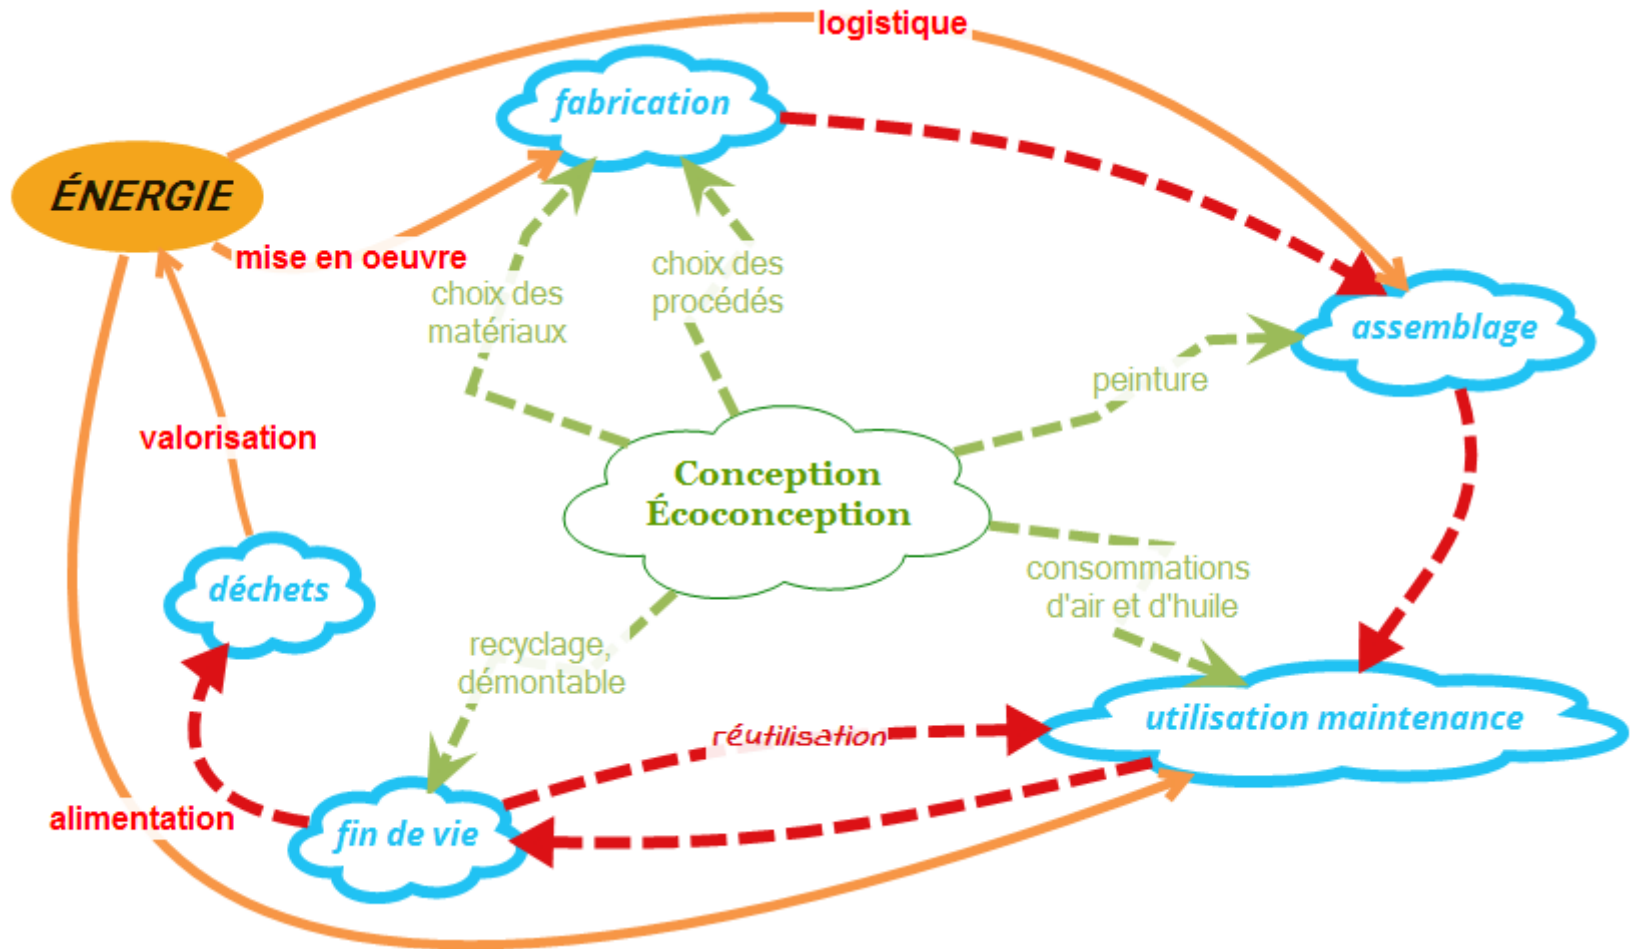 logistique
fabrication
ÉNERGIE
mise en oeuvre
choix des
procédés
choix des
matériaux
assemblage
peinture
valorisation
Conception
Écoconception
déchets
consommations
d'air et d'huile
recyclage,
démontable
utilisation maintenance
réutilisation
alimentation
fin de vie